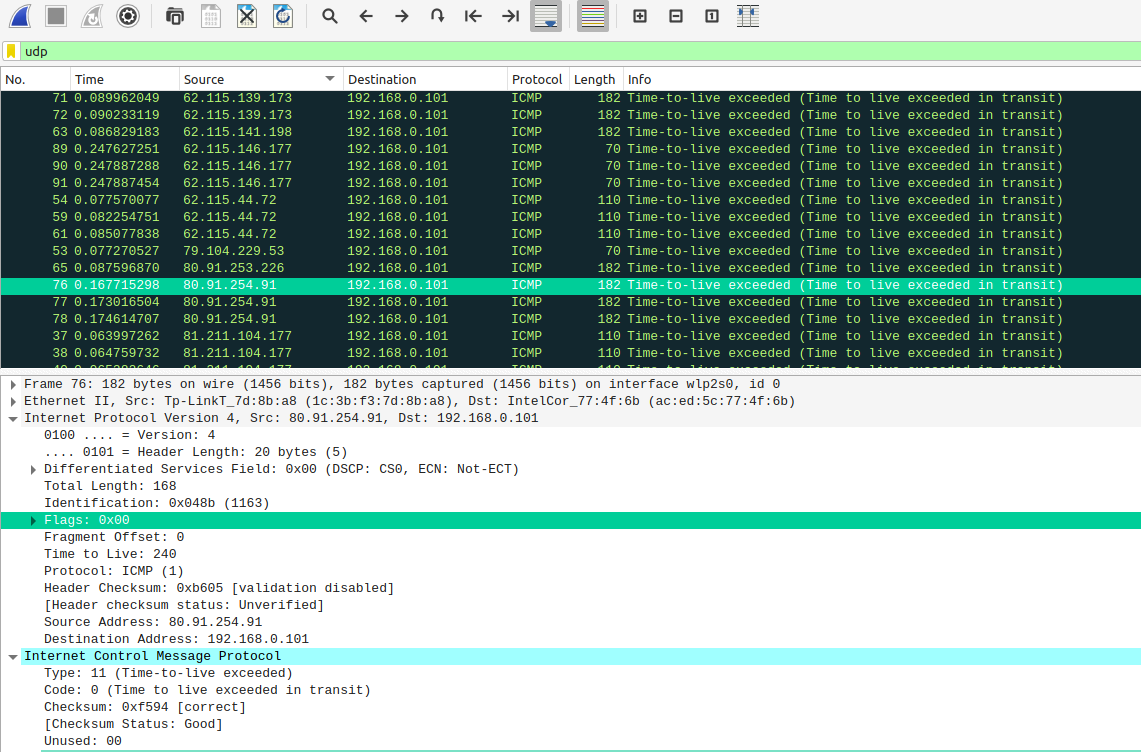 udp
No. Time Source Destination Protocol Length Info
71 0.089962049 62.115.139.173 192.168.0.101 ICMP 182 Time-to-live exceeded (Time to live exceeded in transit)
72 0.090233119 62.115.139.173 192.168.0.101 ICMP 182 Time-to-live exceeded (Time to live exceeded in transit)
63 0.086829183 62.115.141.198 192.168.0.101 ICMP 182 Time-to-live exceeded (Time to live exceeded in transit)
89 0.247627251 62.115.146.177 192.168.0.101 ICMP 70 Time-to-live exceeded (Time to live exceeded in transit)
90 0.247887288 62.115.146.177 192.168.0.101 ICMP 70 Time-to-live exceeded (Time to live exceeded in transit)
91 0.247887454 62.115.146.177 192.168.0.101 ICMP 70 Time-to-live exceeded (Time to live exceeded in transit)
54 0.077570077 62.115.44.72 192.168.0.101 ICMP 110 Time-to-live exceeded (Time to live exceeded in transit)
59 0.082254751 62.115.44.72 192.168.0.101 ICMP 110 Time-to-live exceeded (Time to live exceeded in transit)
61 0.085077838 62.115.44.72 192.168.0.101 ICMP 110 Time-to-live exceeded (Time to live exceeded in transit)
53 0.077270527 79.104.229.53 192.168.0.101 ICMP 70 Time-to-live exceeded (Time to live exceeded in transit)
65 0.087596870 80.91.253.226 192.168.0.101 ICMP 182 Time-to-live exceeded (Time to live exceeded in transit)
76 0.167715298 80.91.254.91 192.168.0.101 ICMP 182 Time-to-live exceeded (Time to live exceeded in transit)
77 0.173016504 80.91.254.91 192.168.0.101 ICMP 182 Time-to-live exceeded (Time to live exceeded in transit)
78 0.174614707 80.91.254.91 192.168.0.101 ICMP 182 Time-to-live exceeded (Time to live exceeded in transit)
37 0.063997262 81.211.104.177 192.168.0.101 ICMP 110 Time-to-live exceeded (Time to live exceeded in transit)
38 0.064759732 81.211.104.177 192.168.0.101 ICMP 110 Time-to-live exceeded (Time to live exceeded in transit)
Frame 76: 182 bytes on wire (1456 bits), 182 bytes captured (1456 bits) on interface wlp2s0, id 0
Ethernet II, Src: Tp-LinkT_7d:8b:a8 (1c:3b:f3:7d:8b:a8), Dst: IntelCor_77:4f:6b (ac:ed:5c:77:4f:6b)
Internet Protocol Version 4, Src: 80.91.254.91, Dst: 192.168.0.101
0100 .... = Version: 4
.... 0101 = Header Length: 20 bytes (5)
Differentiated Services Field: 0x00 (DSCP: CS0, ECN: Not-ECT)
Total Length: 168
Identification: 0x048b (1163)
Flags: 0x00
Fragment Offset: 0
Time to Live: 240
Protocol: ICMP (1)
Header Checksum: 0xb605 [validation disabled]
[Header checksum status: Unverified]
Source Address: 80.91.254.91
Destination Address: 192.168.0.101
Internet Control Message Protocol
Type: 11 (Time-to-live exceeded)
Code: 0 (Time to live exceeded in transit)
Checksum: 0xf594 [correct]
[Checksum Status: Good]
Unused: 00